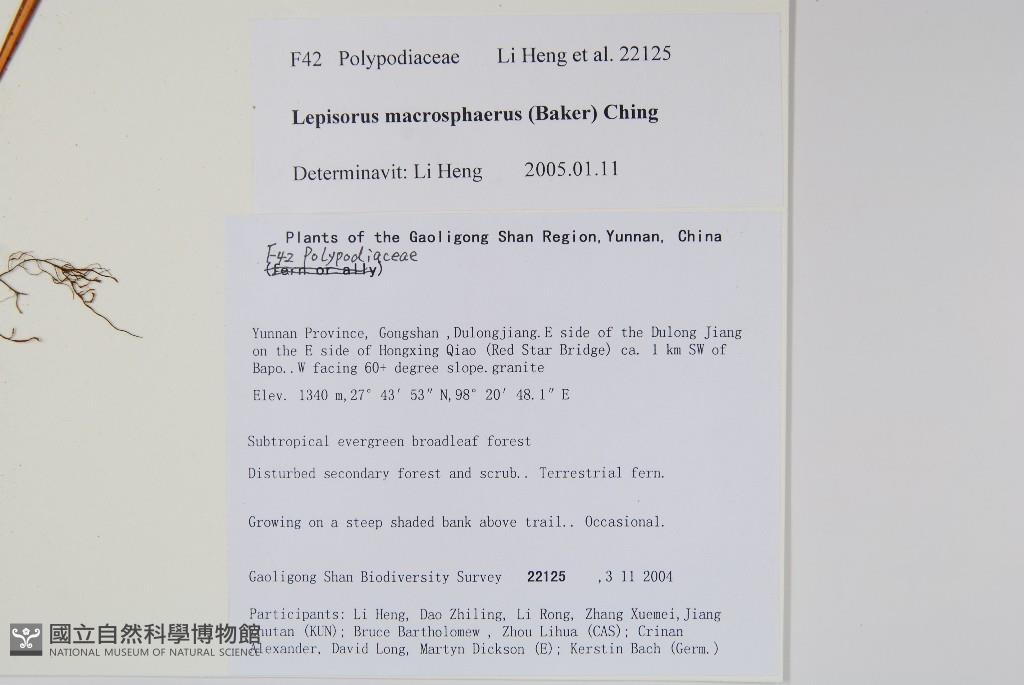 F42 Polypodiaceae Li Heng et al. 22125
Lepisorus macrosphaerus (Baker) Ching
Determinavit: Li Heng 2005.01.11
Plants of the Gaoligong Shan Region, Yunnan, China
F42 Polypodiaceae
(fern or ally)
Yunnan Province, Gongshan ,Dulongjiang. E side of the Dulong Jiang
on the E side of Hongxing Qiao (Red Star Bridge) ca. 1 km SW of
Bapo.. W facing 60+ degree slope. granite
Elev. 1340 m, 27° 43′ 53″ N, 98° 20′ 48.1″ E
Subtropical evergreen broadleaf forest
Disturbed secondary forest and scrub.. Terrestrial fern.
Growing on a steep shaded bank above trail.. Occasional.
Gaoligong Shan Biodiversity Survey 22125 ,3 11 2004
Participants: Li Heng, Dao Zhiling, Li Rong, Zhang Xuemei, Jiang
(KUN); Bruce Bartholomew , Zhou Lihua (CAS); Crinan
Alexander, David Long, Martyn Dickson (E); Kerstin Bach (Germ.)
國立自然科學博物館
NATIONAL MUSEUM OF NATURAL SCIENCE